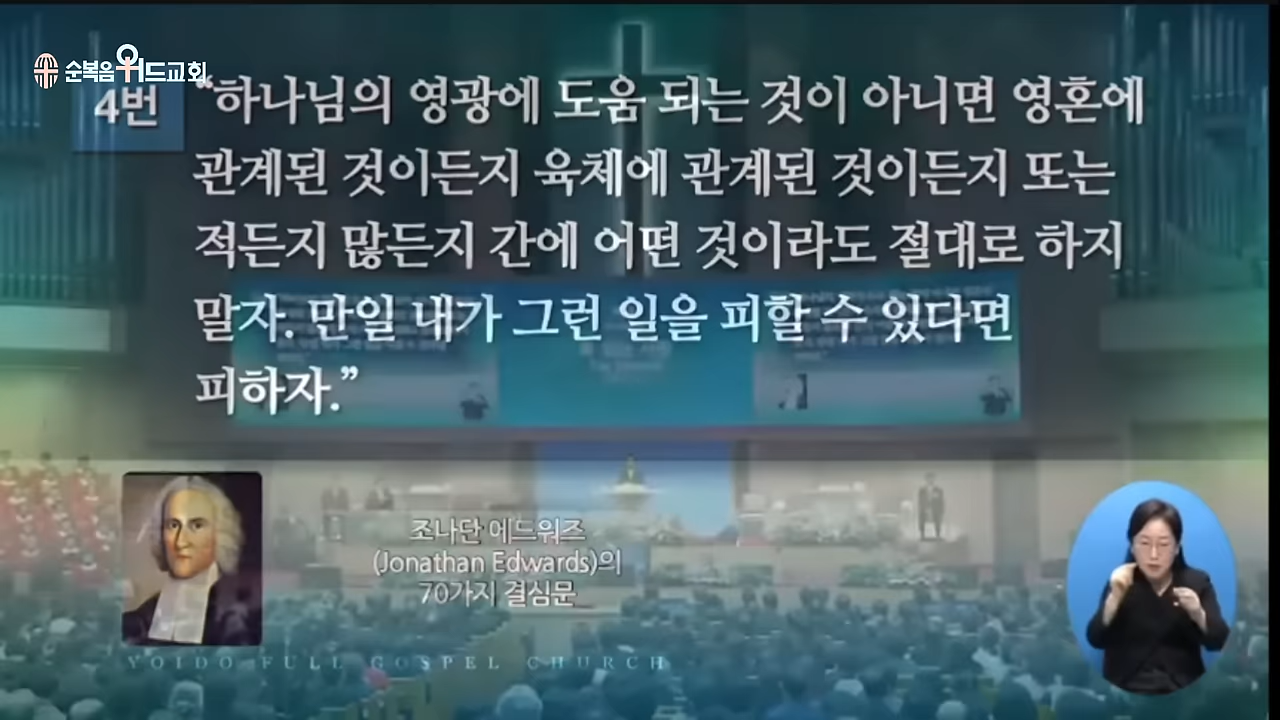 순복음위드교회
4번
“하나님의 영광에 도움 되는 것이 아니면 영혼에
관계된 것이든지 육체에 관계된 것이든지 또는
적든지 많든지 간에 어떤 것이라도 절대로 하지
말자. 만일 내가 그런 일을 피할 수 있다면
피하자.”
조나단 에드워즈
(Jonathan Edwards)의
70가지 결심문
YOIDO FULL GOSPEL CHURCH